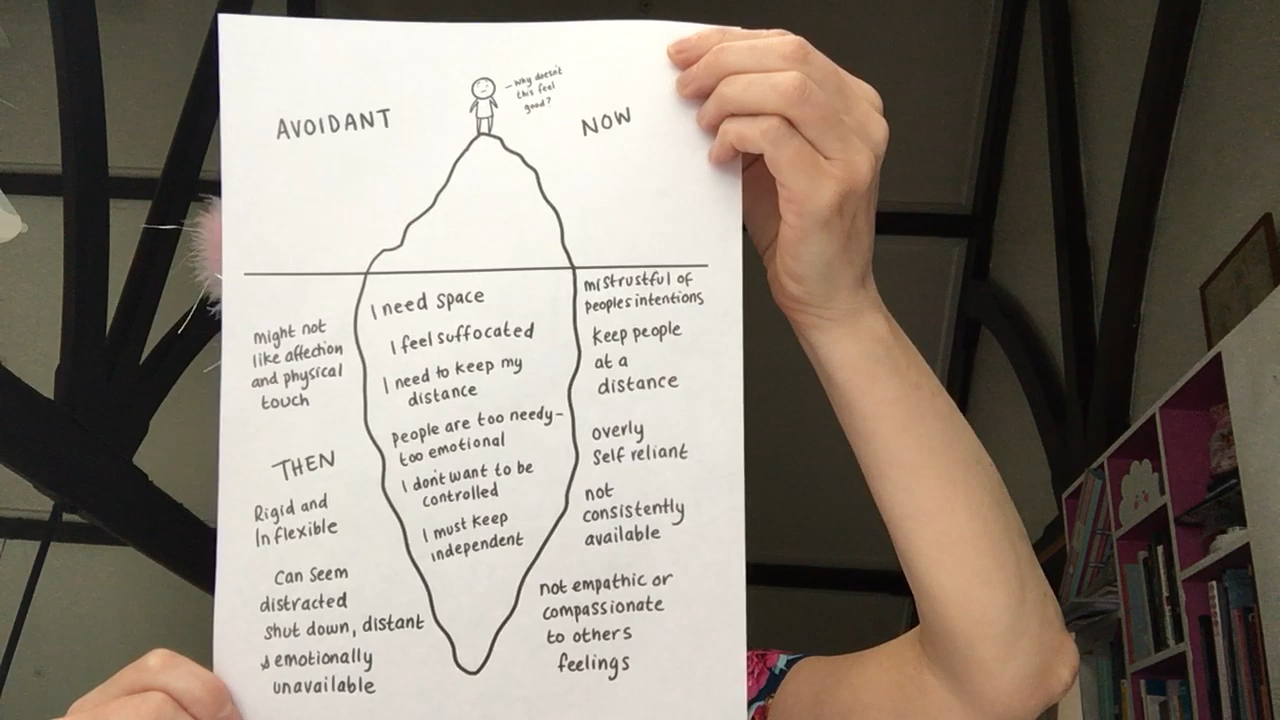 AVOIDANT
- Why doesn't
this feel
good?
NOW
I need space
I feel suffocated
I need to keep my
distance
people are too needy-
too emotional
I don't want to be
controlled
I must keep
independent
might not
like affection
and physical
touch
THEN
Rigid and
Inflexible
Can seem
distracted
shut down, distant
& emotionally
unavailable
mistrustful of
peoples intentions
Keep people
at a
distance
overly
Self reliant
not
consistently
available
not empathic or
compassionate
to others
feelings